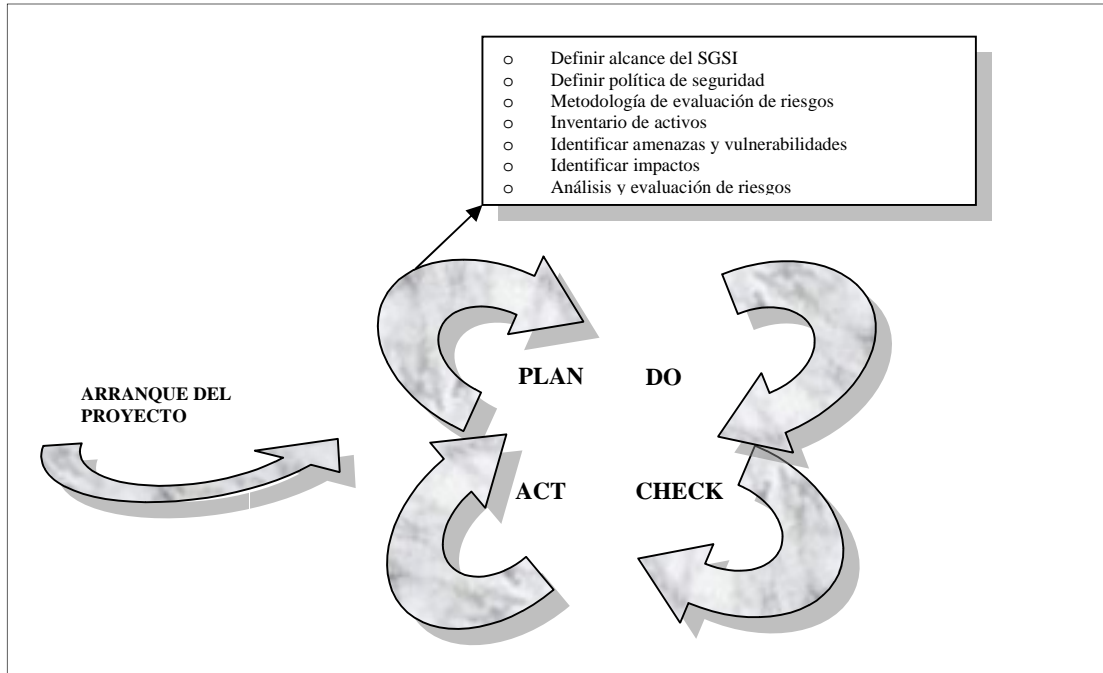 o Definir alcance del SGSI
o Definir política de seguridad
o Metodología de evaluación de riesgos
o Inventario de activos
o Identificar amenazas y vulnerabilidades
o Identificar impactos
o Análisis y evaluación de riesgos
PLAN DO
ARRANQUE DEL
PROYECTO
ACT CHECK